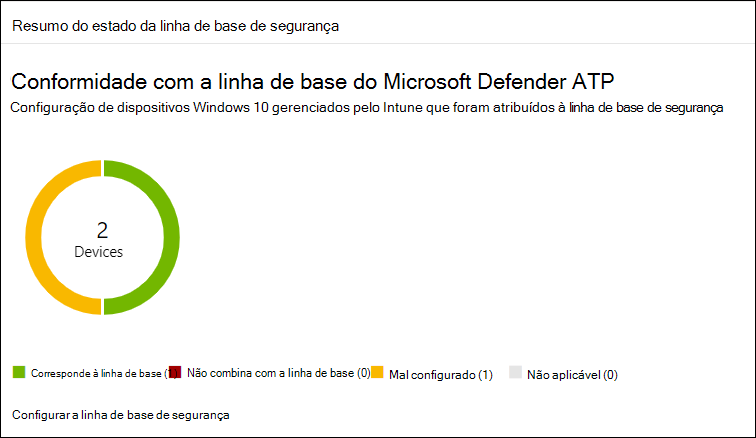 Resumo do estado da linha de base de segurança
Conformidade com a linha de base do Microsoft Defender ATP
Configuração de dispositivos Windows 10 gerenciados pelo Intune que foram atribuídos à linha de base de segurança
2
Devices
Corresponde à linha de base (1) Não combina com a linha de base (0) Mal configurado (1) Não aplicável (0)
Configurar a linha de base de segurança